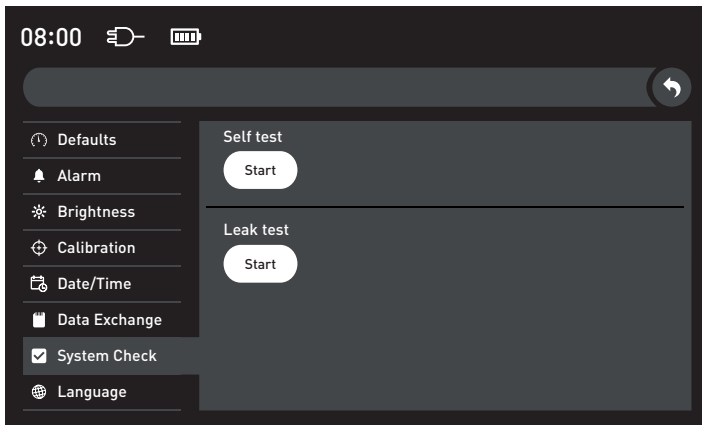 08:00
Defaults
Alarm
Brightness
Calibration
Date/Time
Data Exchange
System Check
Language
Self test
Start
Leak test
Start